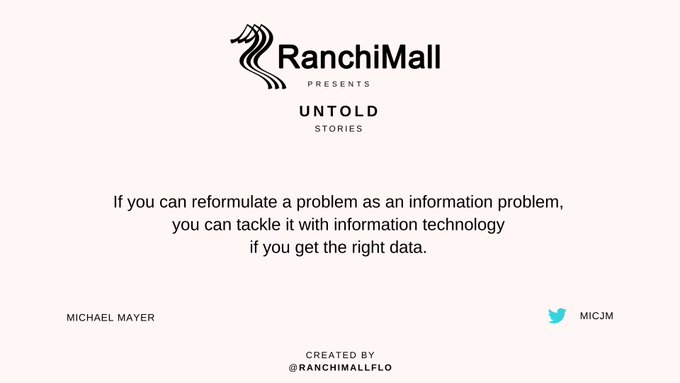 RanchiMall
PRESENTS
UNTOLD
STORIES
If you can reformulate a problem as an information problem,
you can tackle it with information technology
if you get the right data.
MICHAEL MAYER
MICJM
CREATED BY
@RANCHIMALLFLO